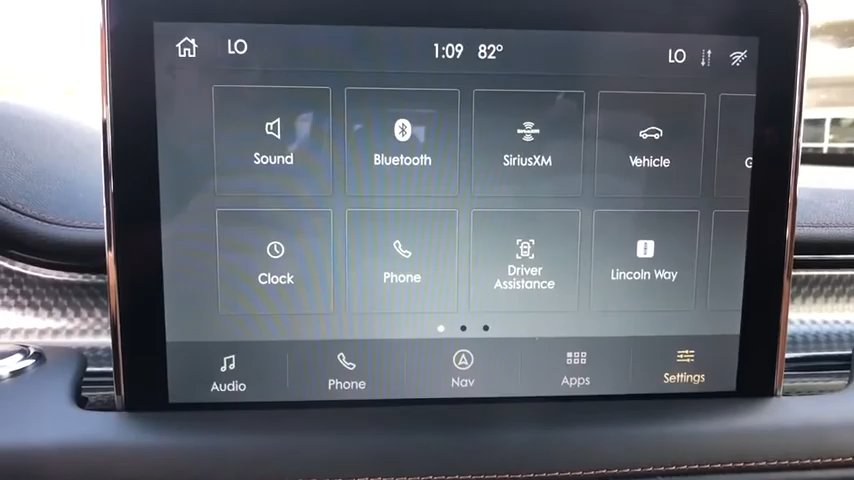 LO 1:09 82° LO
Sound Bluetooth SiriusXM Vehicle
Clock Phone Driver Assistance Lincoln Way
Audio Phone Nav Apps Settings